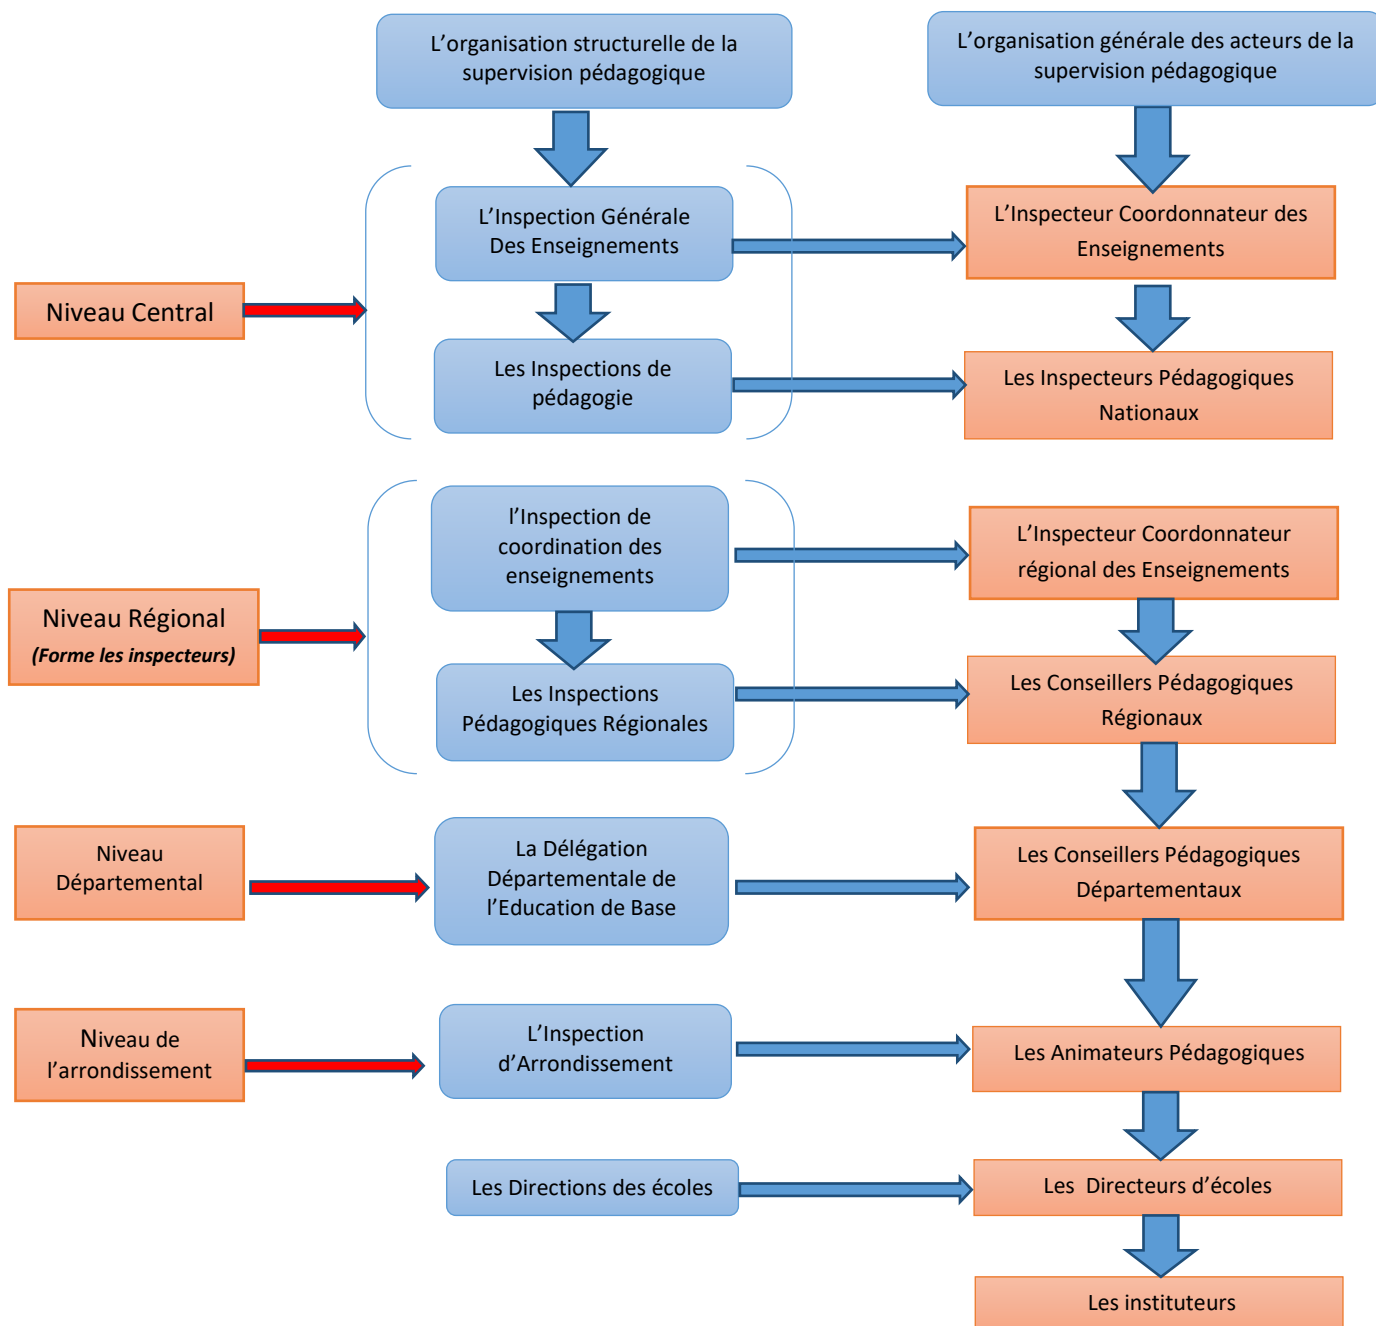 L'organisation structurelle de la
supervision pédagogique
L'organisation générale des acteurs de la
supervision pédagogique
L'Inspection Générale
Des Enseignements
L'Inspecteur Coordonnateur des
Enseignements
Niveau Central
Les Inspections de
pédagogie
Les Inspecteurs Pédagogiques
Nationaux
l'Inspection de
coordination des
enseignements
L'Inspecteur Coordonnateur
régional des Enseignements
Niveau Régional
(Forme les inspecteurs)
Les Inspections
Pédagogiques Régionales
Les Conseillers Pédagogiques
Régionaux
Niveau
Départemental
La Délégation
Départementale de
l'Education de Base
Les Conseillers Pédagogiques
Départementaux
Niveau de
l'arrondissement
L'Inspection
d'Arrondissement
Les Animateurs Pédagogiques
Les Directions des écoles
Les Directeurs d'écoles
Les instituteurs